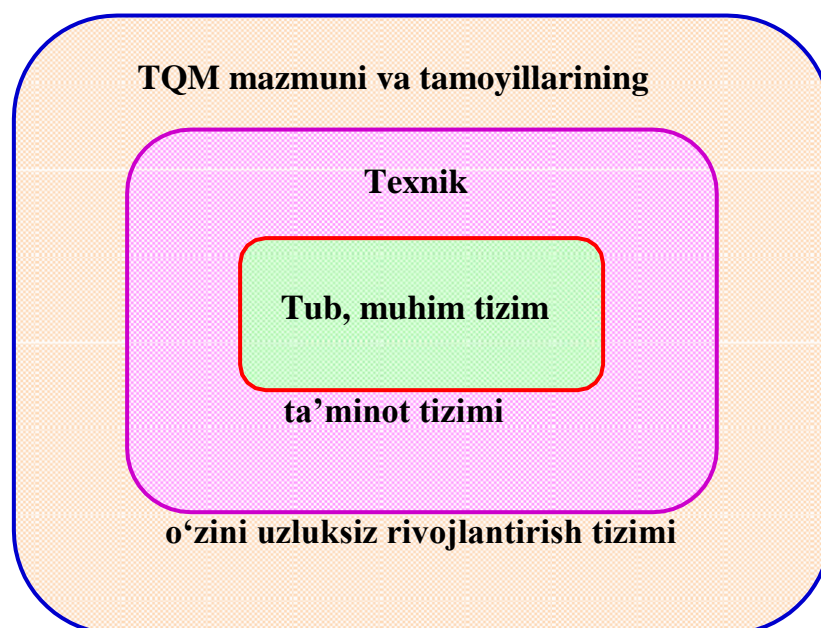 TQM mazmuni va tamoyillarining
Texnik
Tub, muhim tizim
ta’minot tizimi
o‘zini uzluksiz rivojlantirish tizimi